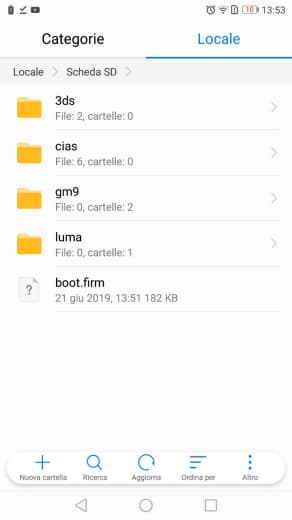 10 13:53
Categorie Locale
Locale Scheda SD
3ds
File: 2, cartelle: 0
cias
File: 6, cartelle: 0
gm9
File: 0, cartelle: 2
luma
File: 0, cartelle: 1
?
boot.firm
21 giu 2019, 13:51 182 KB
Nuova cartella Ricerca Aggiorna Ordina per Altro